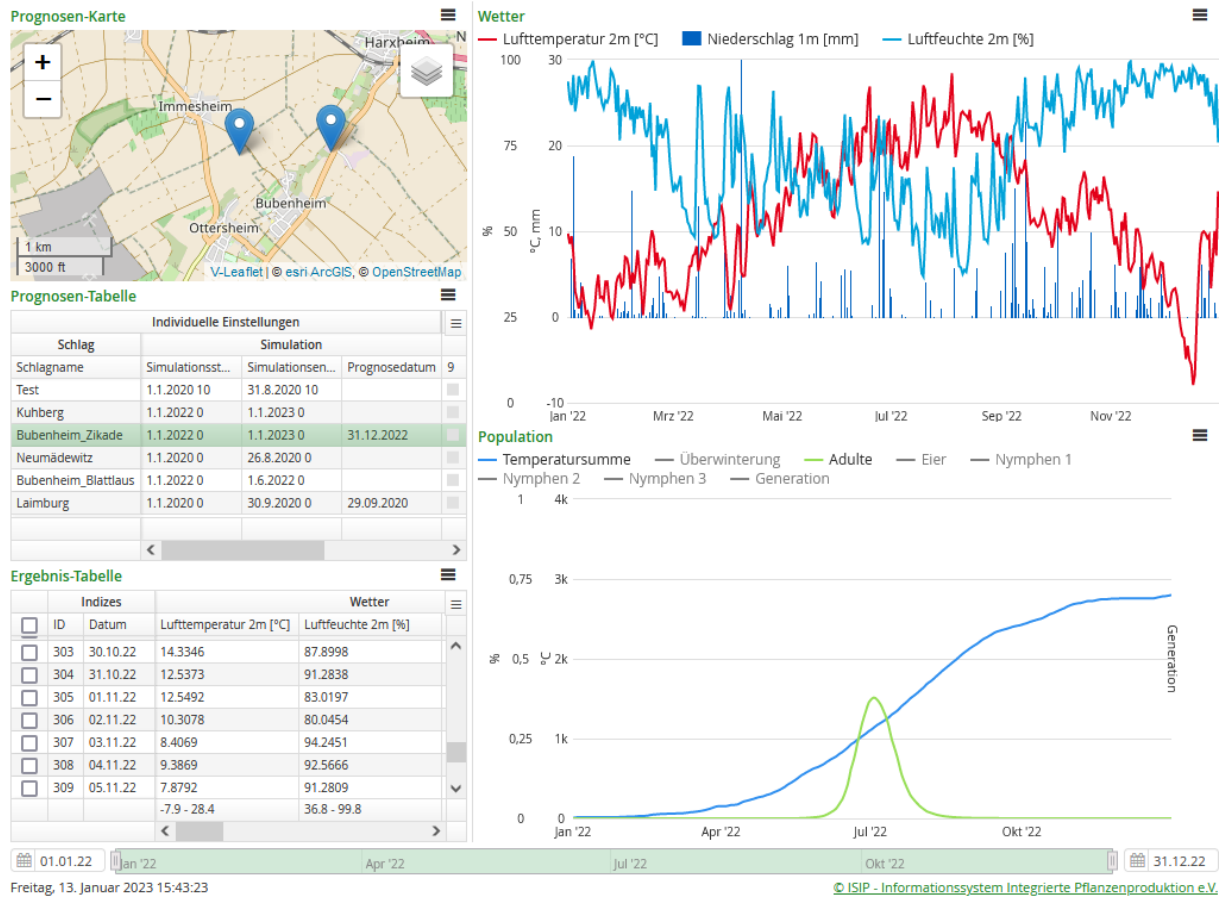 Prognosen-Karte
+
−
Harxheim
N
Immesheim
Bubenheim
Ottersheim
1 km
3000 ft
V-Leaflet | © esri ArcGIS, © OpenStreetMap
Prognosen-Tabelle
Individuelle Einstellungen
Schlag Simulation
Schlagname Simulationsst... Simulationsen... Prognosedatum 9
Test 1.1.2020 10 31.8.2020 10
Kuhberg 1.1.2022 0 1.1.2023 0
Bubenheim_Zikade 1.1.2022 0 1.1.2023 0 31.12.2022
Neumädewitz 1.1.2020 0 26.8.2020 0
Bubenheim_Blattlaus 1.1.2022 0 1.6.2022 0
Laimburg 1.1.2020 0 30.9.2020 0 29.09.2020
Ergebnis-Tabelle
Indizes Wetter
ID Datum Lufttemperatur 2m [°C] Luftfeuchte 2m [%]
303 30.10.22 14.3346 87.8998
304 31.10.22 12.5373 91.2838
305 01.11.22 12.5492 83.0197
306 02.11.22 10.3078 80.0454
307 03.11.22 8.4069 94.2451
308 04.11.22 9.3869 92.5666
309 05.11.22 7.8792 91.2809
-7.9 - 28.4 36.8 - 99.8
Wetter
Lufttemperatur 2m [°C] Niederschlag 1m [mm] Luftfeuchte 2m [%]
100 30
75 20
50 10
25 0
0 -10
%
°C, mm
Jan '22 Mrz '22 Mai '22 Jul '22 Sep '22 Nov '22
Population
Temperatursumme Überwinterung Adulte Eier Nymphen 1
Nymphen 2 Nymphen 3 Generation
1 4k
0,75 3k
0,5 2k
0,25 1k
0 0
%
°C
Generation
Jan '22 Apr '22 Jul '22 Okt '22
01.01.22 Jan '22 Apr '22 Jul '22 Okt '22 31.12.22
Freitag, 13. Januar 2023 15:43:23
© ISIP - Informationssystem Integrierte Pflanzenproduktion e.V.